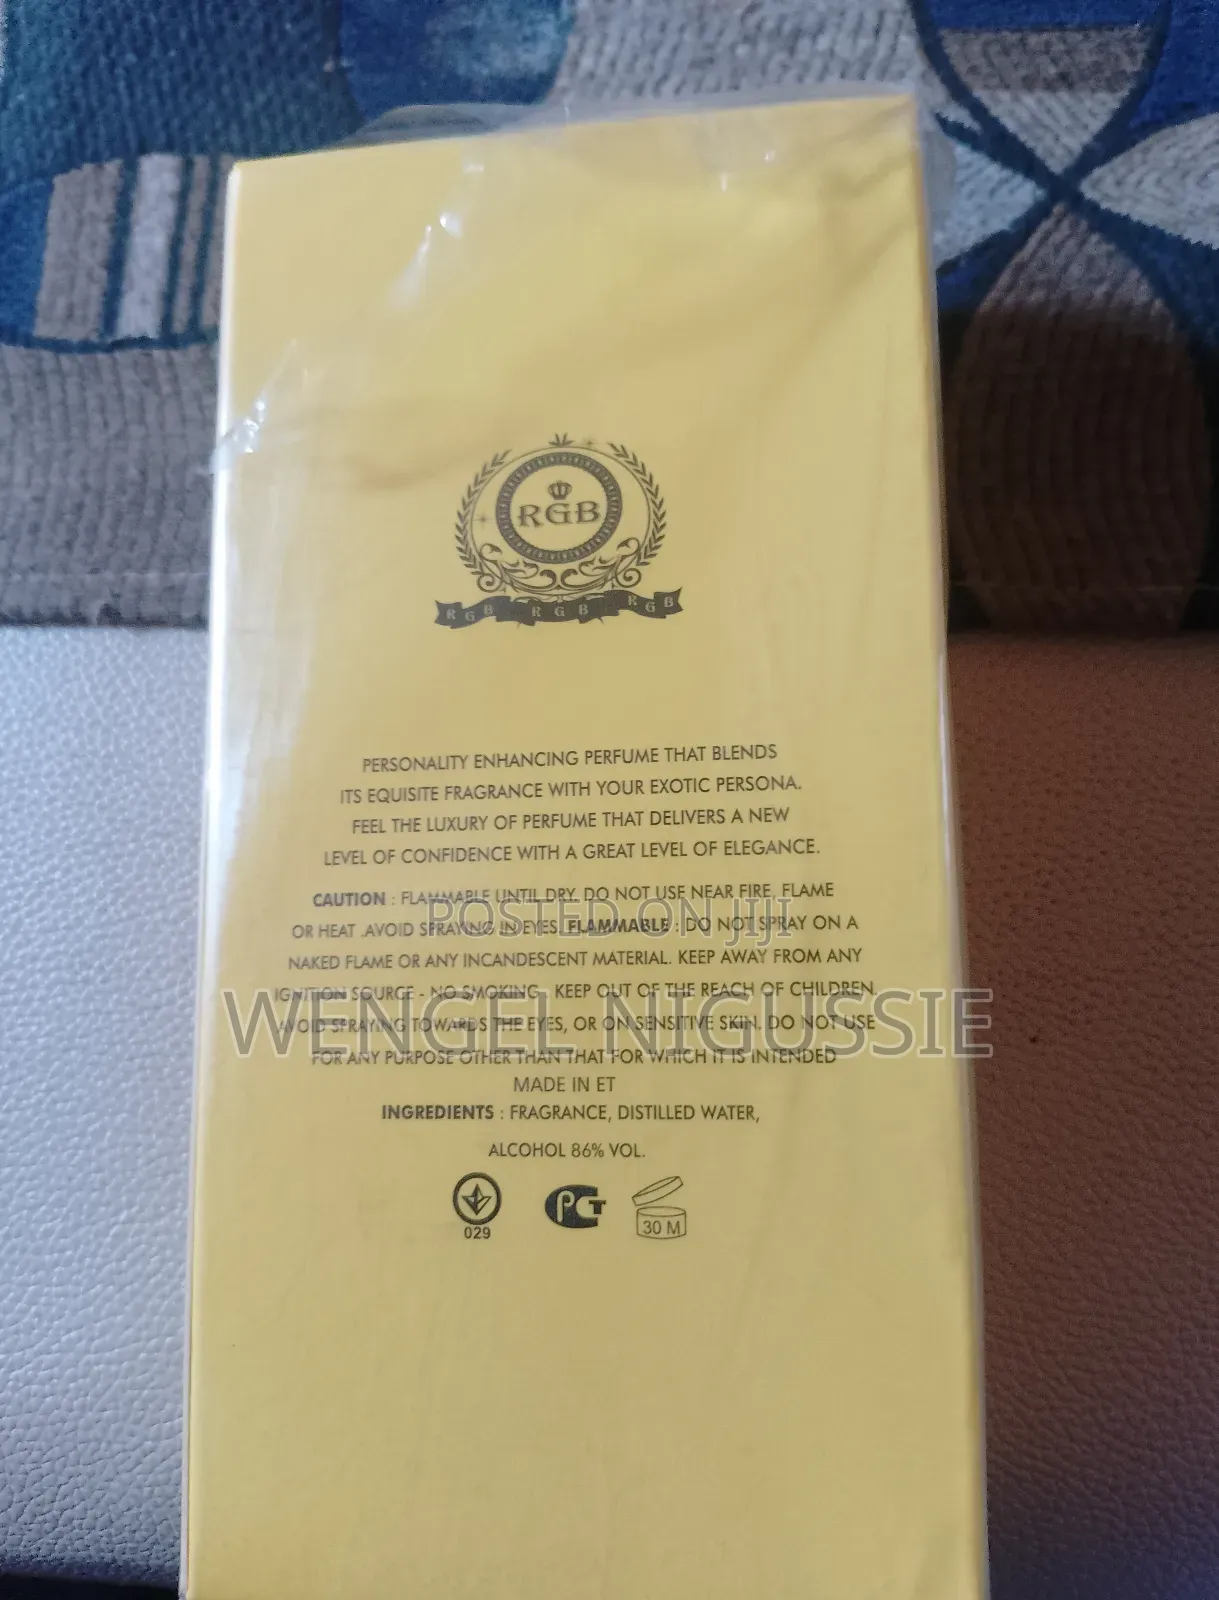 RGB
RGB RGB RGB
PERSONALITY ENHANCING PERFUME THAT BLENDS
ITS EQUISITE FRAGRANCE WITH YOUR EXOTIC PERSONA.
FEEL THE LUXURY OF PERFUME THAT DELIVERS A NEW
LEVEL OF CONFIDENCE WITH A GREAT LEVEL OF ELEGANCE.
CAUTION : FLAMMABLE UNTIL DRY. DO NOT USE NEAR FIRE, FLAME
POSTED ON JIJI
OR HEAT .AVOID SPRAYING IN EYES. FLAMMABLE : DO NOT SPRAY ON A
NAKED FLAME OR ANY INCANDESCENT MATERIAL. KEEP AWAY FROM ANY
IGNITION SOURCE - NO SMOKING - KEEP OUT OF THE REACH OF CHILDREN.
WENGEL NIGUSSIE
AVOID SPRAYING TOWARDS THE EYES, OR ON SENSITIVE SKIN. DO NOT USE
FOR ANY PURPOSE OTHER THAN THAT FOR WHICH IT IS INTENDED
MADE IN ET
INGREDIENTS : FRAGRANCE, DISTILLED WATER,
ALCOHOL 86% VOL.
029
PCT
30 M